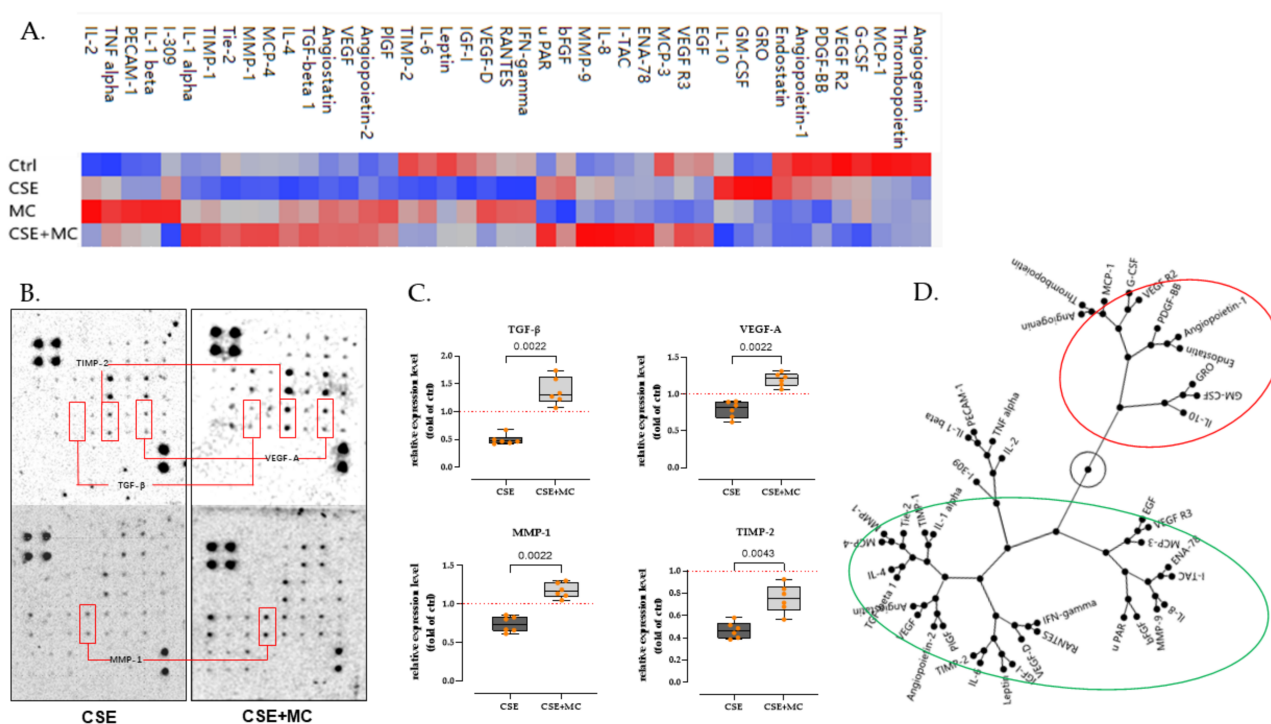 A.
IL-2
TNF alpha
PECAM-1
IL-1 beta
I-309
IL-1 alpha
TIMP-1
Tie-2
MMP-1
MCP-4
IL-4
TGF-beta 1
Angiostatin
VEGF
Angiopoietin-2
PlGF
TIMP-2
IL-6
Leptin
IGF-I
VEGF-D
RANTES
IFN-gamma
u PAR
bFGF
MMP-9
IL-8
I-TAC
ENA-78
MCP-3
VEGF R3
EGF
IL-10
GM-CSF
GRO
Endostatin
Angiopoietin-1
PDGF-BB
VEGF R2
G-CSF
MCP-1
Thrombopoietin
Angiogenin
Ctrl
CSE
MC
CSE+MC
B.
TIMP-2
VEGF-A
TGF-β
MMP-1
CSE
CSE+MC
C.
TGF-β
0.0022
relative expression level
(fold of ctrl)
2.0
1.5
1.0
0.5
0.0
CSE
CSE+MC
VEGF-A
0.0022
relative expression level
(fold of ctrl)
1.5
1.0
0.5
0.0
CSE
CSE+MC
MMP-1
0.0022
relative expression level
(fold of ctrl)
1.5
1.0
0.5
0.0
CSE
CSE+MC
TIMP-2
0.0043
relative expression level
(fold of ctrl)
1.0
0.8
0.6
0.4
0.2
0.0
CSE
CSE+MC
D.
Thrombopoietin
Angiogenin
MCP-1
G-CSF
VEGF R2
PDGF-BB
Angiopoietin-1
Endostatin
GRO
GM-CSF
IL-10
PECAM-1
IL-1 beta
TNF alpha
IL-2
I-309
IL-1 alpha
TIMP-1
Tie-2
MMP-1
MCP-4
IL-4
TGF-beta 1
Angiostatin
VEGF
Angiopoietin-2
PlGF
TIMP-2
IL-6
Leptin
IGF-I
VEGF-D
RANTES
IFN-gamma
u PAR
bFGF
MMP-9
IL-8
I-TAC
ENA-78
MCP-3
VEGF R3
EGF